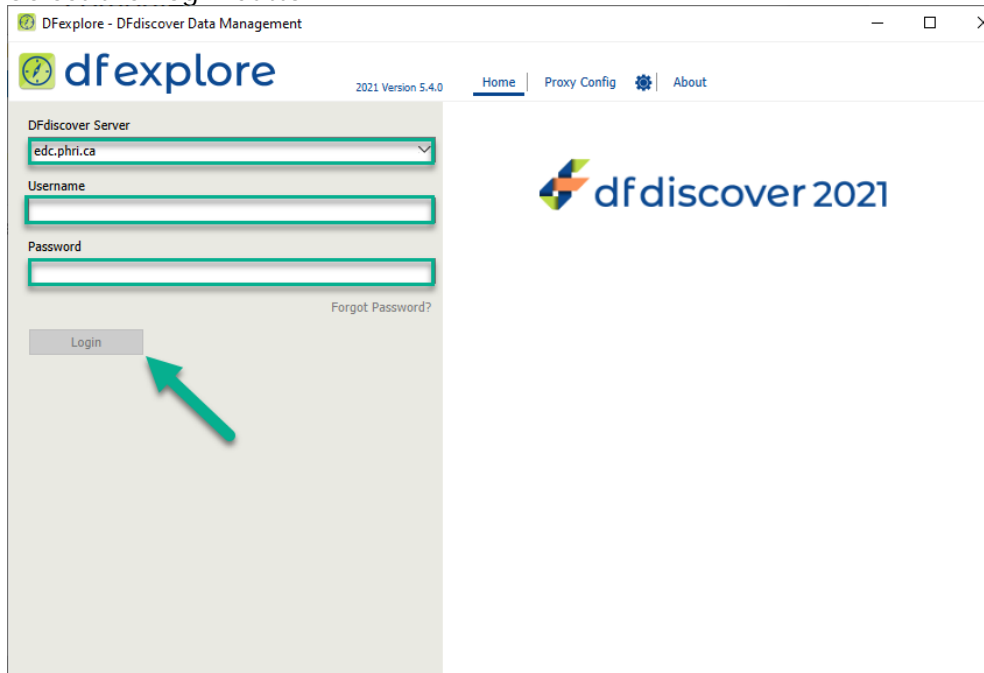 DFexplore - DFdiscover Data Management
dfexplore
2021 Version 5.4.0
Home
Proxy Config
About
DFdiscover Server
edc.phri.ca
dfdiscover 2021
Username
Password
Forgot Password?
Login